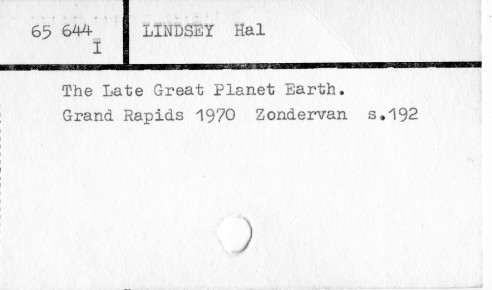 65 644 LINDSEY Hal
I
The Late Great Planet Earth.
Grand Rapids 1970 Zondervan s.192